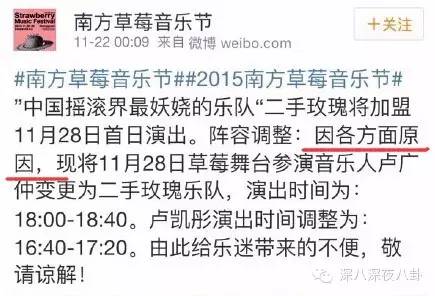 Strawberry
Music Festival
南方草莓音乐节
+关注
11-22 00:09 来自 微博 weibo.com
#南方草莓音乐节##2015南方草莓音乐节#
"中国摇滚界最妖娆的乐队“二手玫瑰将加盟
11月28日首日演出。阵容调整：因各方面原
因，现将11月28日草莓舞台参演音乐人卢广
仲变更为二手玫瑰乐队，演出时间为：
18:00-18:40。卢凯彤演出时间调整为：
16:40-17:20。由此给乐迷带来的不便，敬
请谅解！
深八深夜八卦